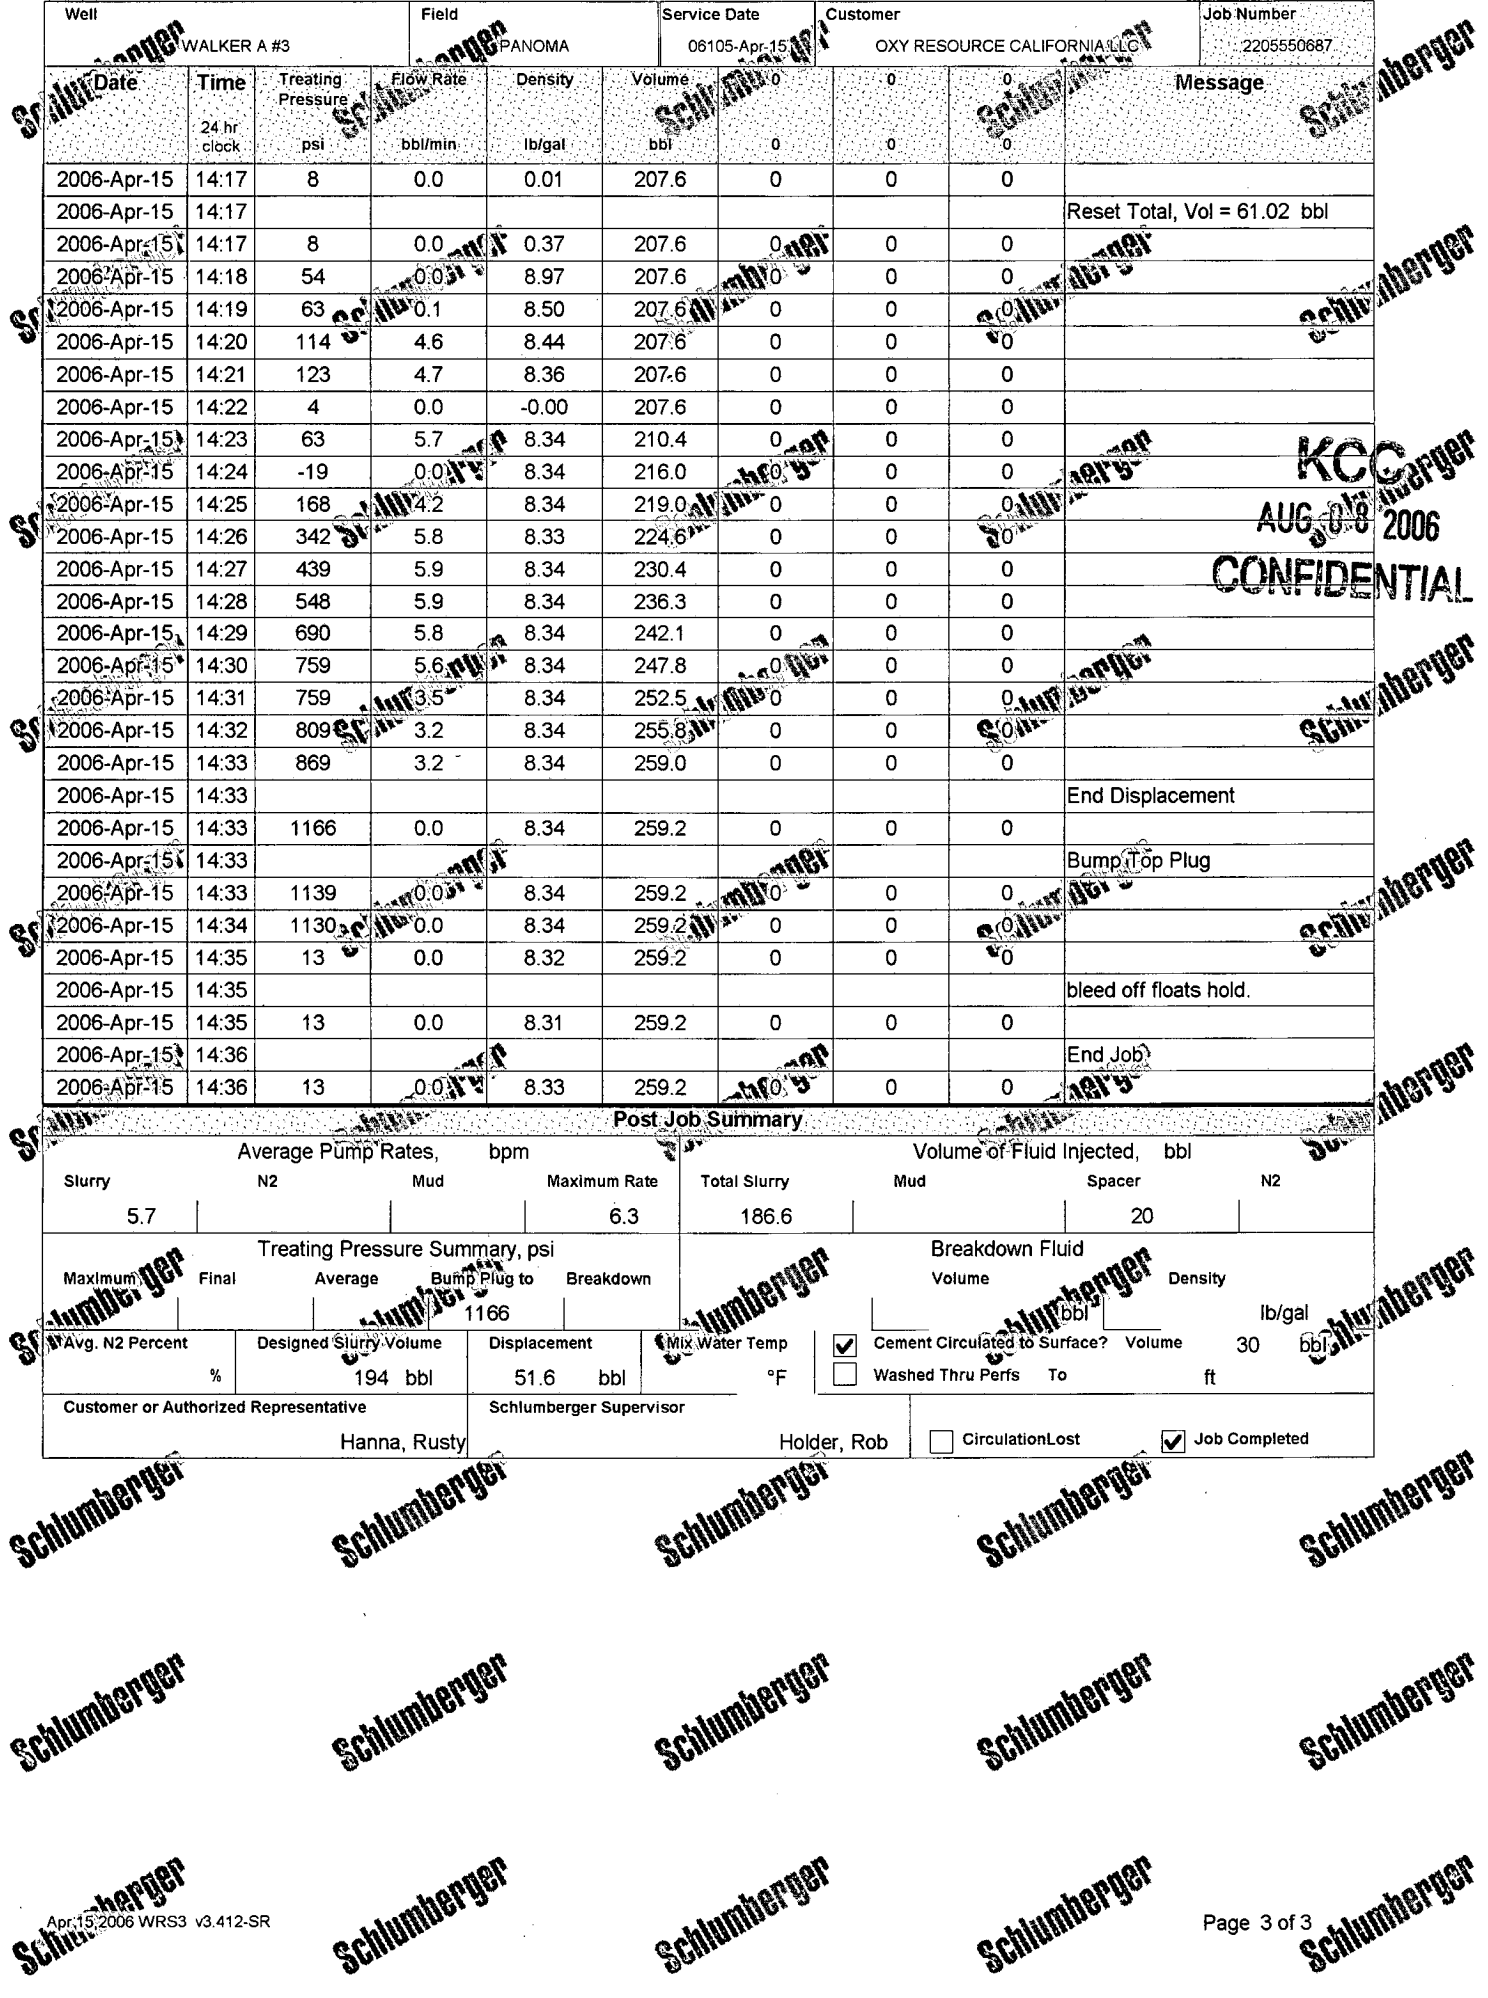 Well Field Service Date Customer Job Number
WALKER A #3 PANOMA 06105-Apr-15 OXY RESOURCE CALIFORNIA LLC 2205550687
Date Time Treating Pressure Flow Rate Density Volume 0 0 0 Message
24 hr clock psi bbl/min lb/gal bbl 0 0 0
2006-Apr-15 14:17 8 0.0 0.01 207.6 0 0 0
2006-Apr-15 14:17 Reset Total, Vol = 61.02 bbl
2006-Apr-15 14:17 8 0.0 0.37 207.6 0 0 0
2006-Apr-15 14:18 54 0.0 8.97 207.6 0 0 0
2006-Apr-15 14:19 63 0.1 8.50 207.6 0 0 0
2006-Apr-15 14:20 114 4.6 8.44 207.6 0 0 0
2006-Apr-15 14:21 123 4.7 8.36 207.6 0 0 0
2006-Apr-15 14:22 4 0.0 -0.00 207.6 0 0 0
2006-Apr-15 14:23 63 5.7 8.34 210.4 0 0 0
2006-Apr-15 14:24 -19 0.0 8.34 216.0 0 0 0
2006-Apr-15 14:25 168 4.2 8.34 219.0 0 0 0
2006-Apr-15 14:26 342 5.8 8.33 224.6 0 0 0
2006-Apr-15 14:27 439 5.9 8.34 230.4 0 0 0
2006-Apr-15 14:28 548 5.9 8.34 236.3 0 0 0
2006-Apr-15 14:29 690 5.8 8.34 242.1 0 0 0
2006-Apr-15 14:30 759 5.6 8.34 247.8 0 0 0
2006-Apr-15 14:31 759 3.5 8.34 252.5 0 0 0
2006-Apr-15 14:32 809 3.2 8.34 255.8 0 0 0
2006-Apr-15 14:33 869 3.2 8.34 259.0 0 0 0
2006-Apr-15 14:33 End Displacement
2006-Apr-15 14:33 1166 0.0 8.34 259.2 0 0 0
2006-Apr-15 14:33 Bump Top Plug
2006-Apr-15 14:33 1139 0.0 8.34 259.2 0 0 0
2006-Apr-15 14:34 1130 0.0 8.34 259.2 0 0 0
2006-Apr-15 14:35 13 0.0 8.32 259.2 0 0 0
2006-Apr-15 14:35 bleed off floats hold.
2006-Apr-15 14:35 13 0.0 8.31 259.2 0 0 0
2006-Apr-15 14:36 End Job
2006-Apr-15 14:36 13 0.0 8.33 259.2 0 0 0
KCC
AUG 08 2006
CONFIDENTIAL
Post Job Summary
Average Pump Rates, bpm Volume of Fluid Injected, bbl
Slurry N2 Mud Maximum Rate Total Slurry Mud Spacer N2
5.7 6.3 186.6 20
Treating Pressure Summary, psi Breakdown Fluid
Maximum Final Average Bump Plug to Breakdown Volume Density
1166 bbl lb/gal
Avg. N2 Percent Designed Slurry Volume Displacement Mix Water Temp Cement Circulated to Surface? Volume 30 bbl
% 194 bbl 51.6 bbl °F Washed Thru Perfs To ft
Customer or Authorized Representative Schlumberger Supervisor
Hanna, Rusty Holder, Rob CirculationLost Job Completed
Schlumberger Schlumberger Schlumberger Schlumberger Schlumberger
Schlumberger Schlumberger Schlumberger Schlumberger Schlumberger
Schlumberger Schlumberger Schlumberger Schlumberger Schlumberger
Apr 15,2006 WRS3 v3.412-SR Page 3 of 3